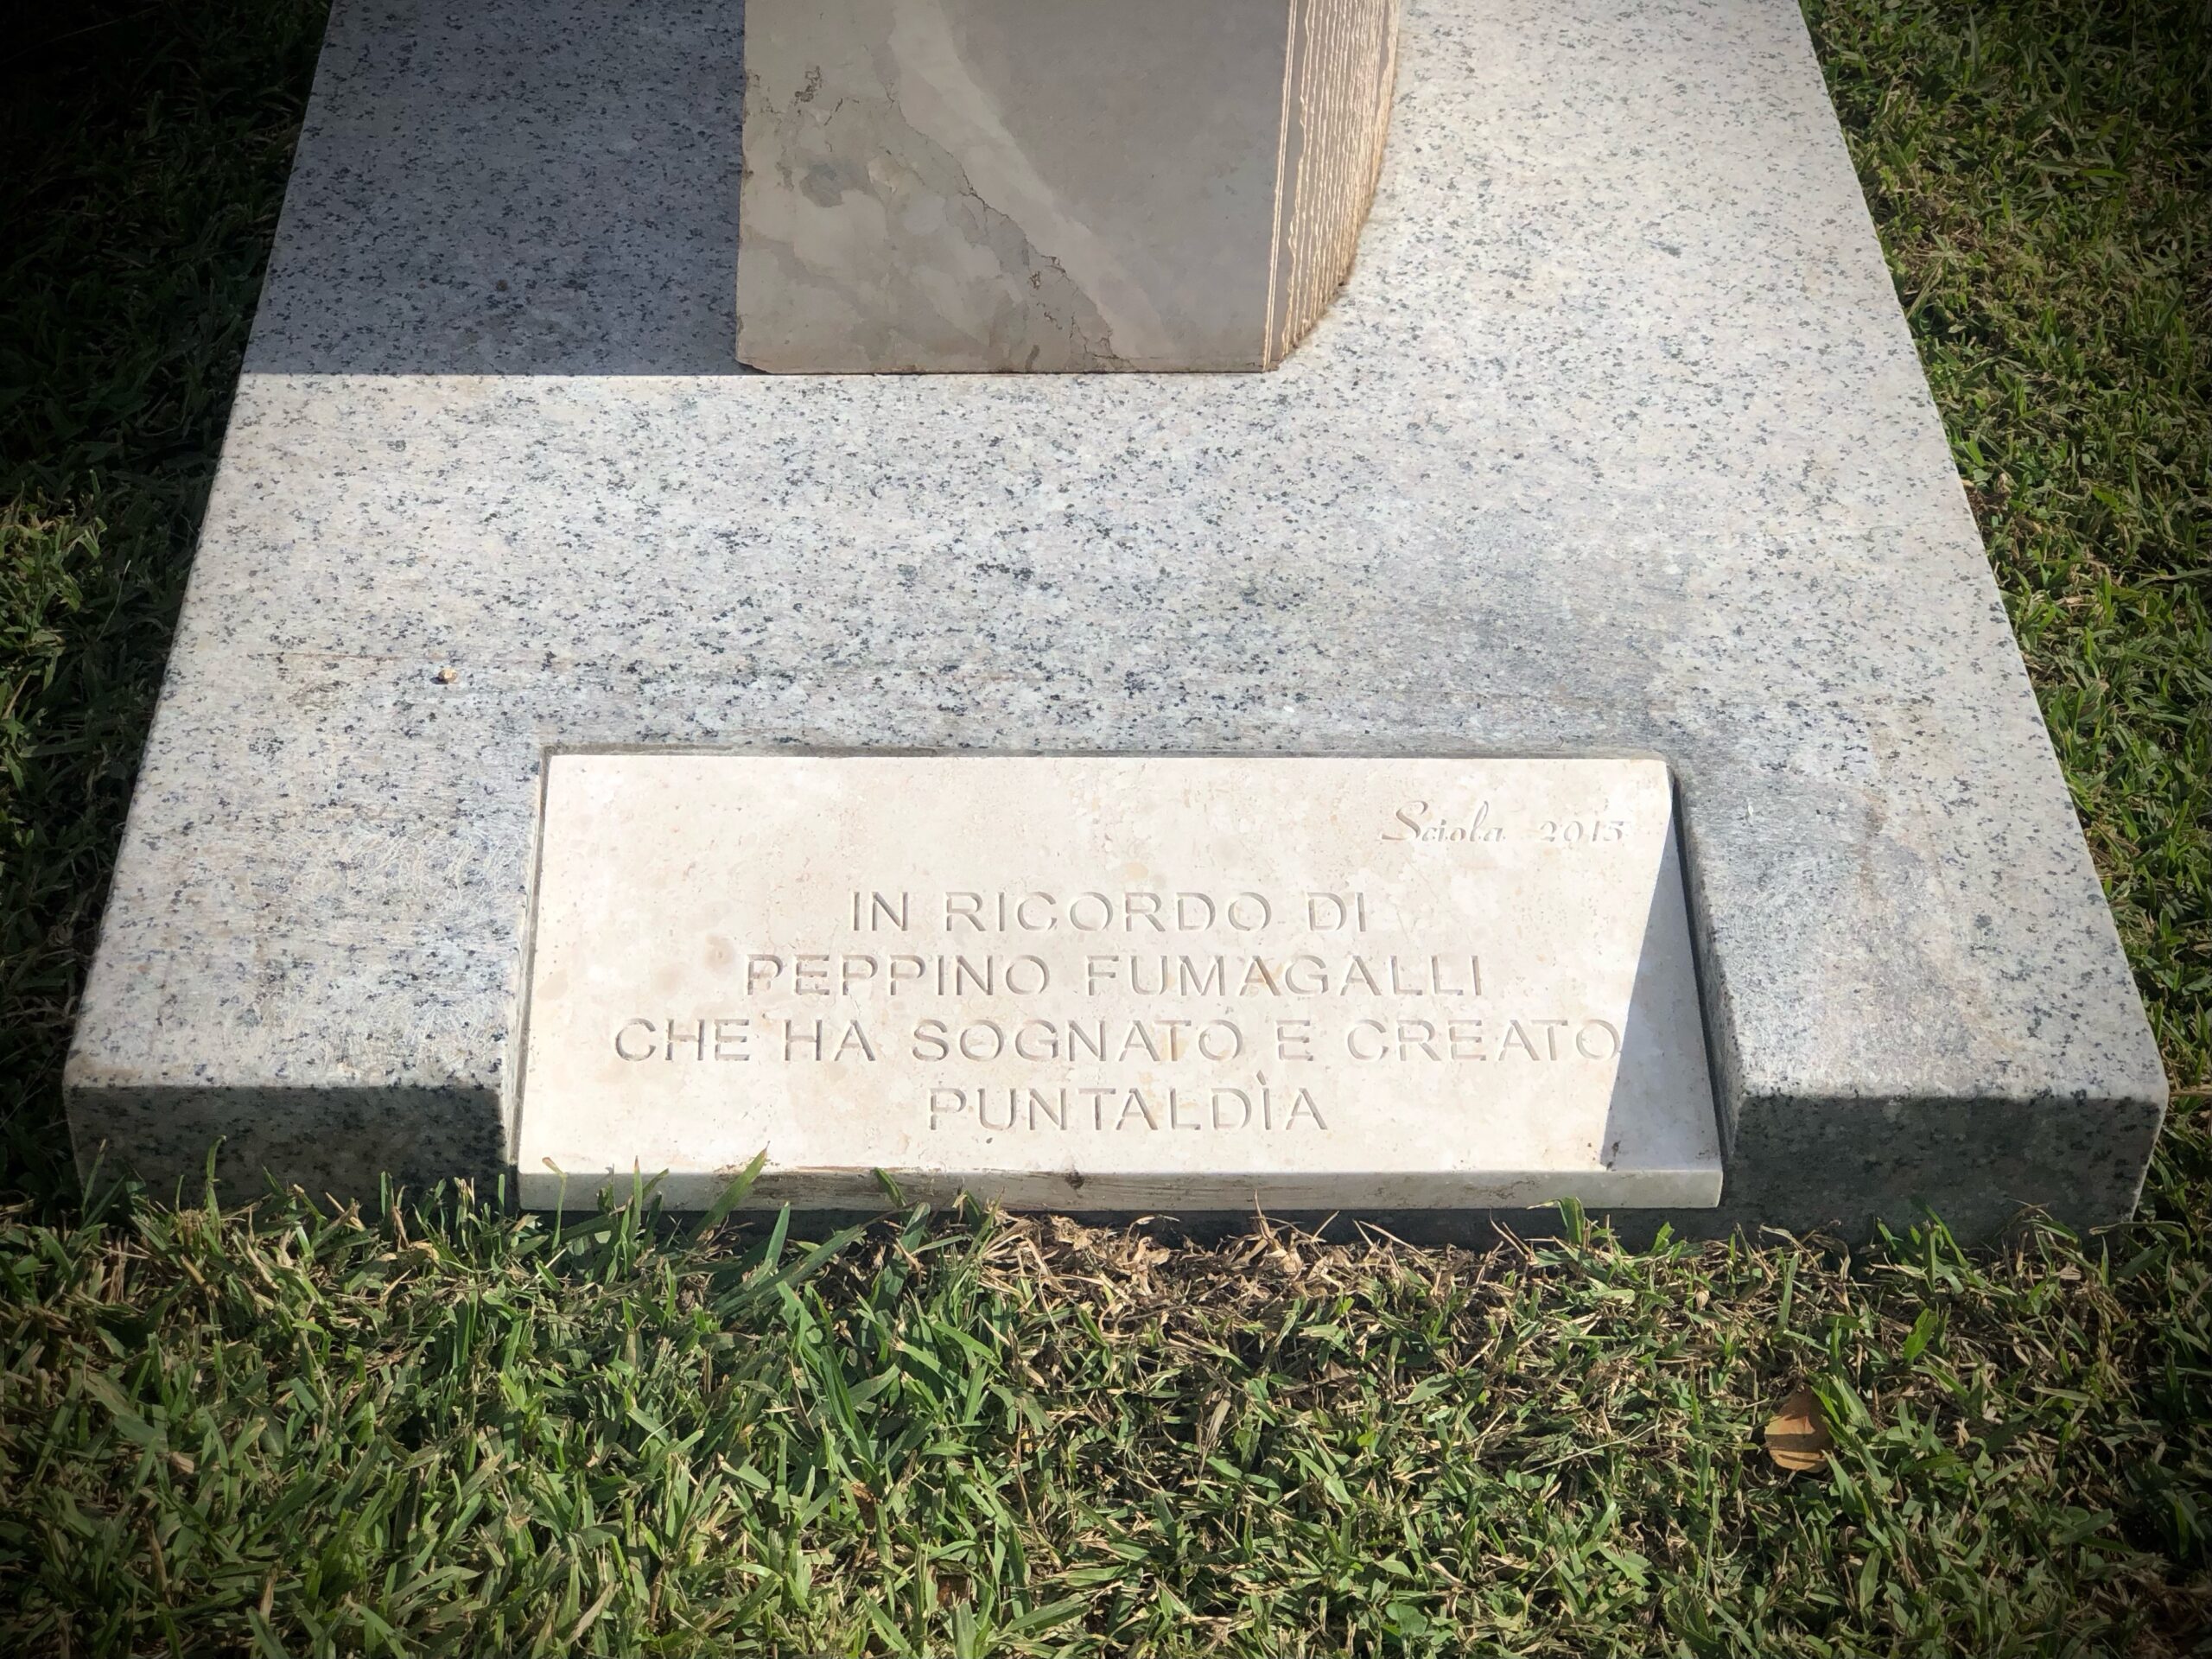 Sciola 2015
IN RICORDO DI
PEPPINO FUMAGALLI
CHE HA SOGNATO E CREATO
PUNTALDÌA